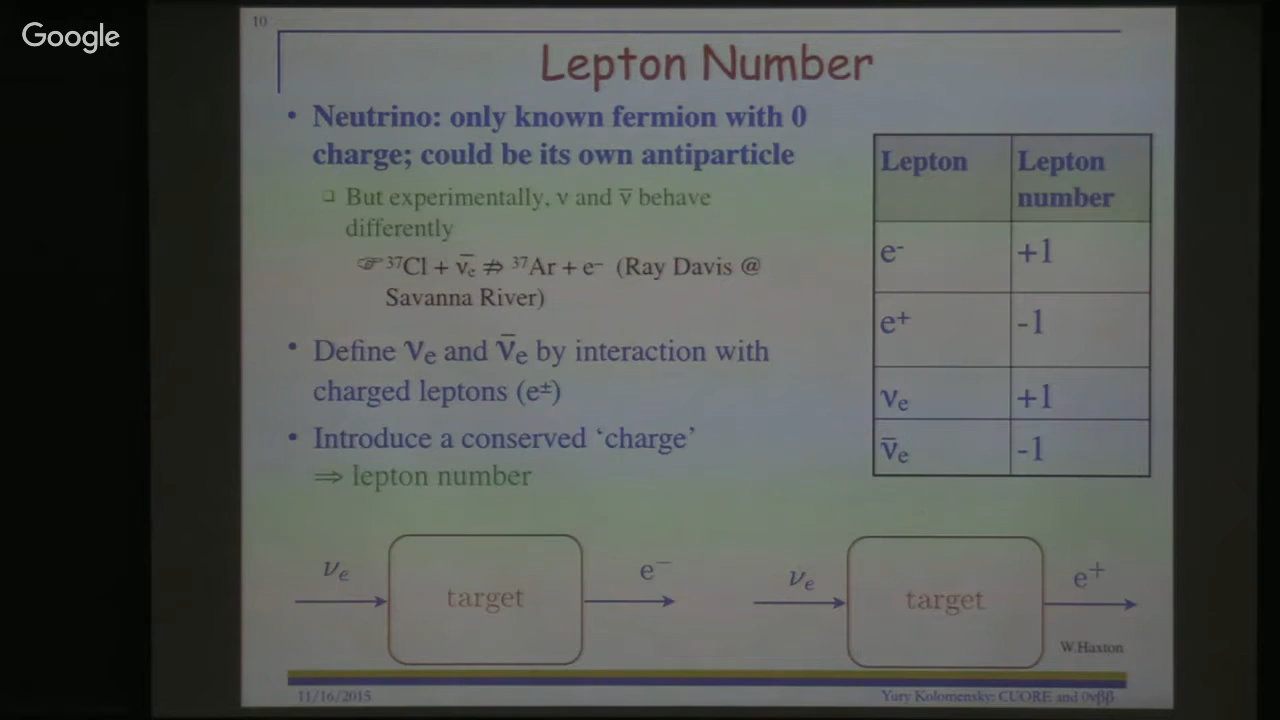 Google
10
Lepton Number
• Neutrino: only known fermion with 0
charge; could be its own antiparticle
❑ But experimentally, ν and ν̅ behave
differently
☞ ³⁷Cl + ν̅ₑ ⇏ ³⁷Ar + e⁻ (Ray Davis @
Savanna River)
• Define νₑ and ν̅ₑ by interaction with
charged leptons (e±)
• Introduce a conserved ‘charge’
⇒ lepton number
Lepton Lepton
number
e⁻ +1
e⁺ -1
νₑ +1
ν̅ₑ -1
νₑ target e⁻
νₑ target e⁺
W.Haxton
11/16/2015 Yury Kolomensky: CUORE and 0νββ